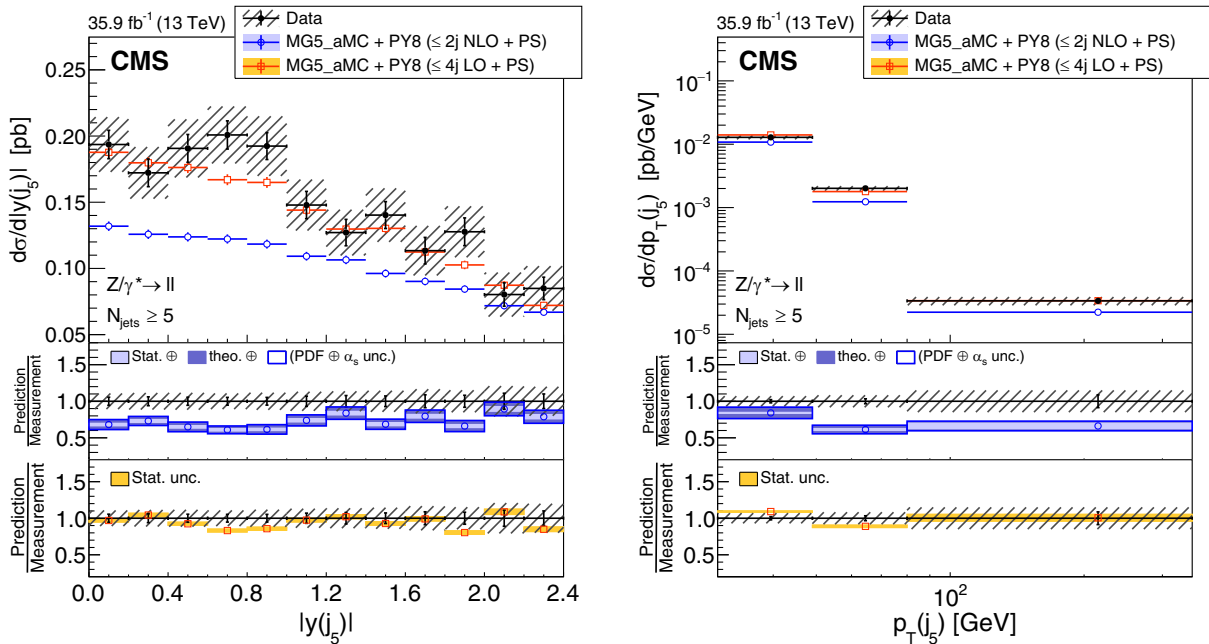 35.9 fb⁻¹ (13 TeV)
Data
MG5_aMC + PY8 (≤ 2j NLO + PS)
MG5_aMC + PY8 (≤ 4j LO + PS)
CMS
dσ/d|y(j₅)| [pb]
0.25
0.20
0.15
0.10
0.05
Z/γ*→ ll
N_jets ≥ 5
Stat. ⊕ theo. ⊕ (PDF ⊕ α_s unc.)
Prediction
Measurement
1.5
1.0
0.5
Stat. unc.
Prediction
Measurement
1.5
1.0
0.5
0.0 0.4 0.8 1.2 1.6 2.0 2.4
|y(j₅)|
35.9 fb⁻¹ (13 TeV)
Data
MG5_aMC + PY8 (≤ 2j NLO + PS)
MG5_aMC + PY8 (≤ 4j LO + PS)
CMS
dσ/dp_T(j₅) [pb/GeV]
10⁻¹
10⁻²
10⁻³
10⁻⁴
10⁻⁵
Z/γ*→ ll
N_jets ≥ 5
Stat. ⊕ theo. ⊕ (PDF ⊕ α_s unc.)
Prediction
Measurement
1.5
1.0
0.5
Stat. unc.
Prediction
Measurement
1.5
1.0
0.5
10²
p_T(j₅) [GeV]